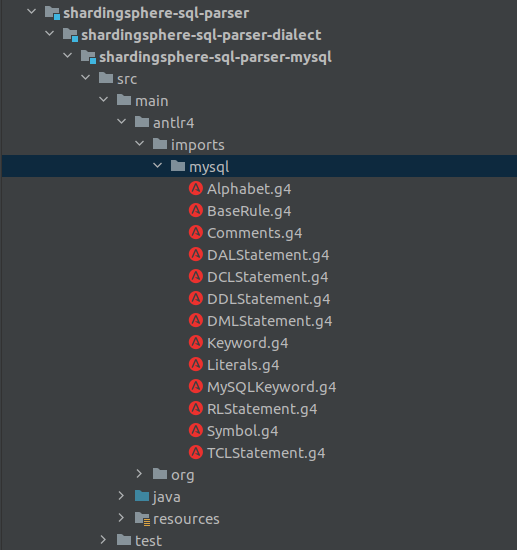 shardingsphere-sql-parser
shardingsphere-sql-parser-dialect
shardingsphere-sql-parser-mysql
src
main
antlr4
imports
mysql
Alphabet.g4
BaseRule.g4
Comments.g4
DALStatement.g4
DCLStatement.g4
DDLStatement.g4
DMLStatement.g4
Keyword.g4
Literals.g4
MySQLKeyword.g4
RLStatement.g4
Symbol.g4
TCLStatement.g4
org
java
resources
test